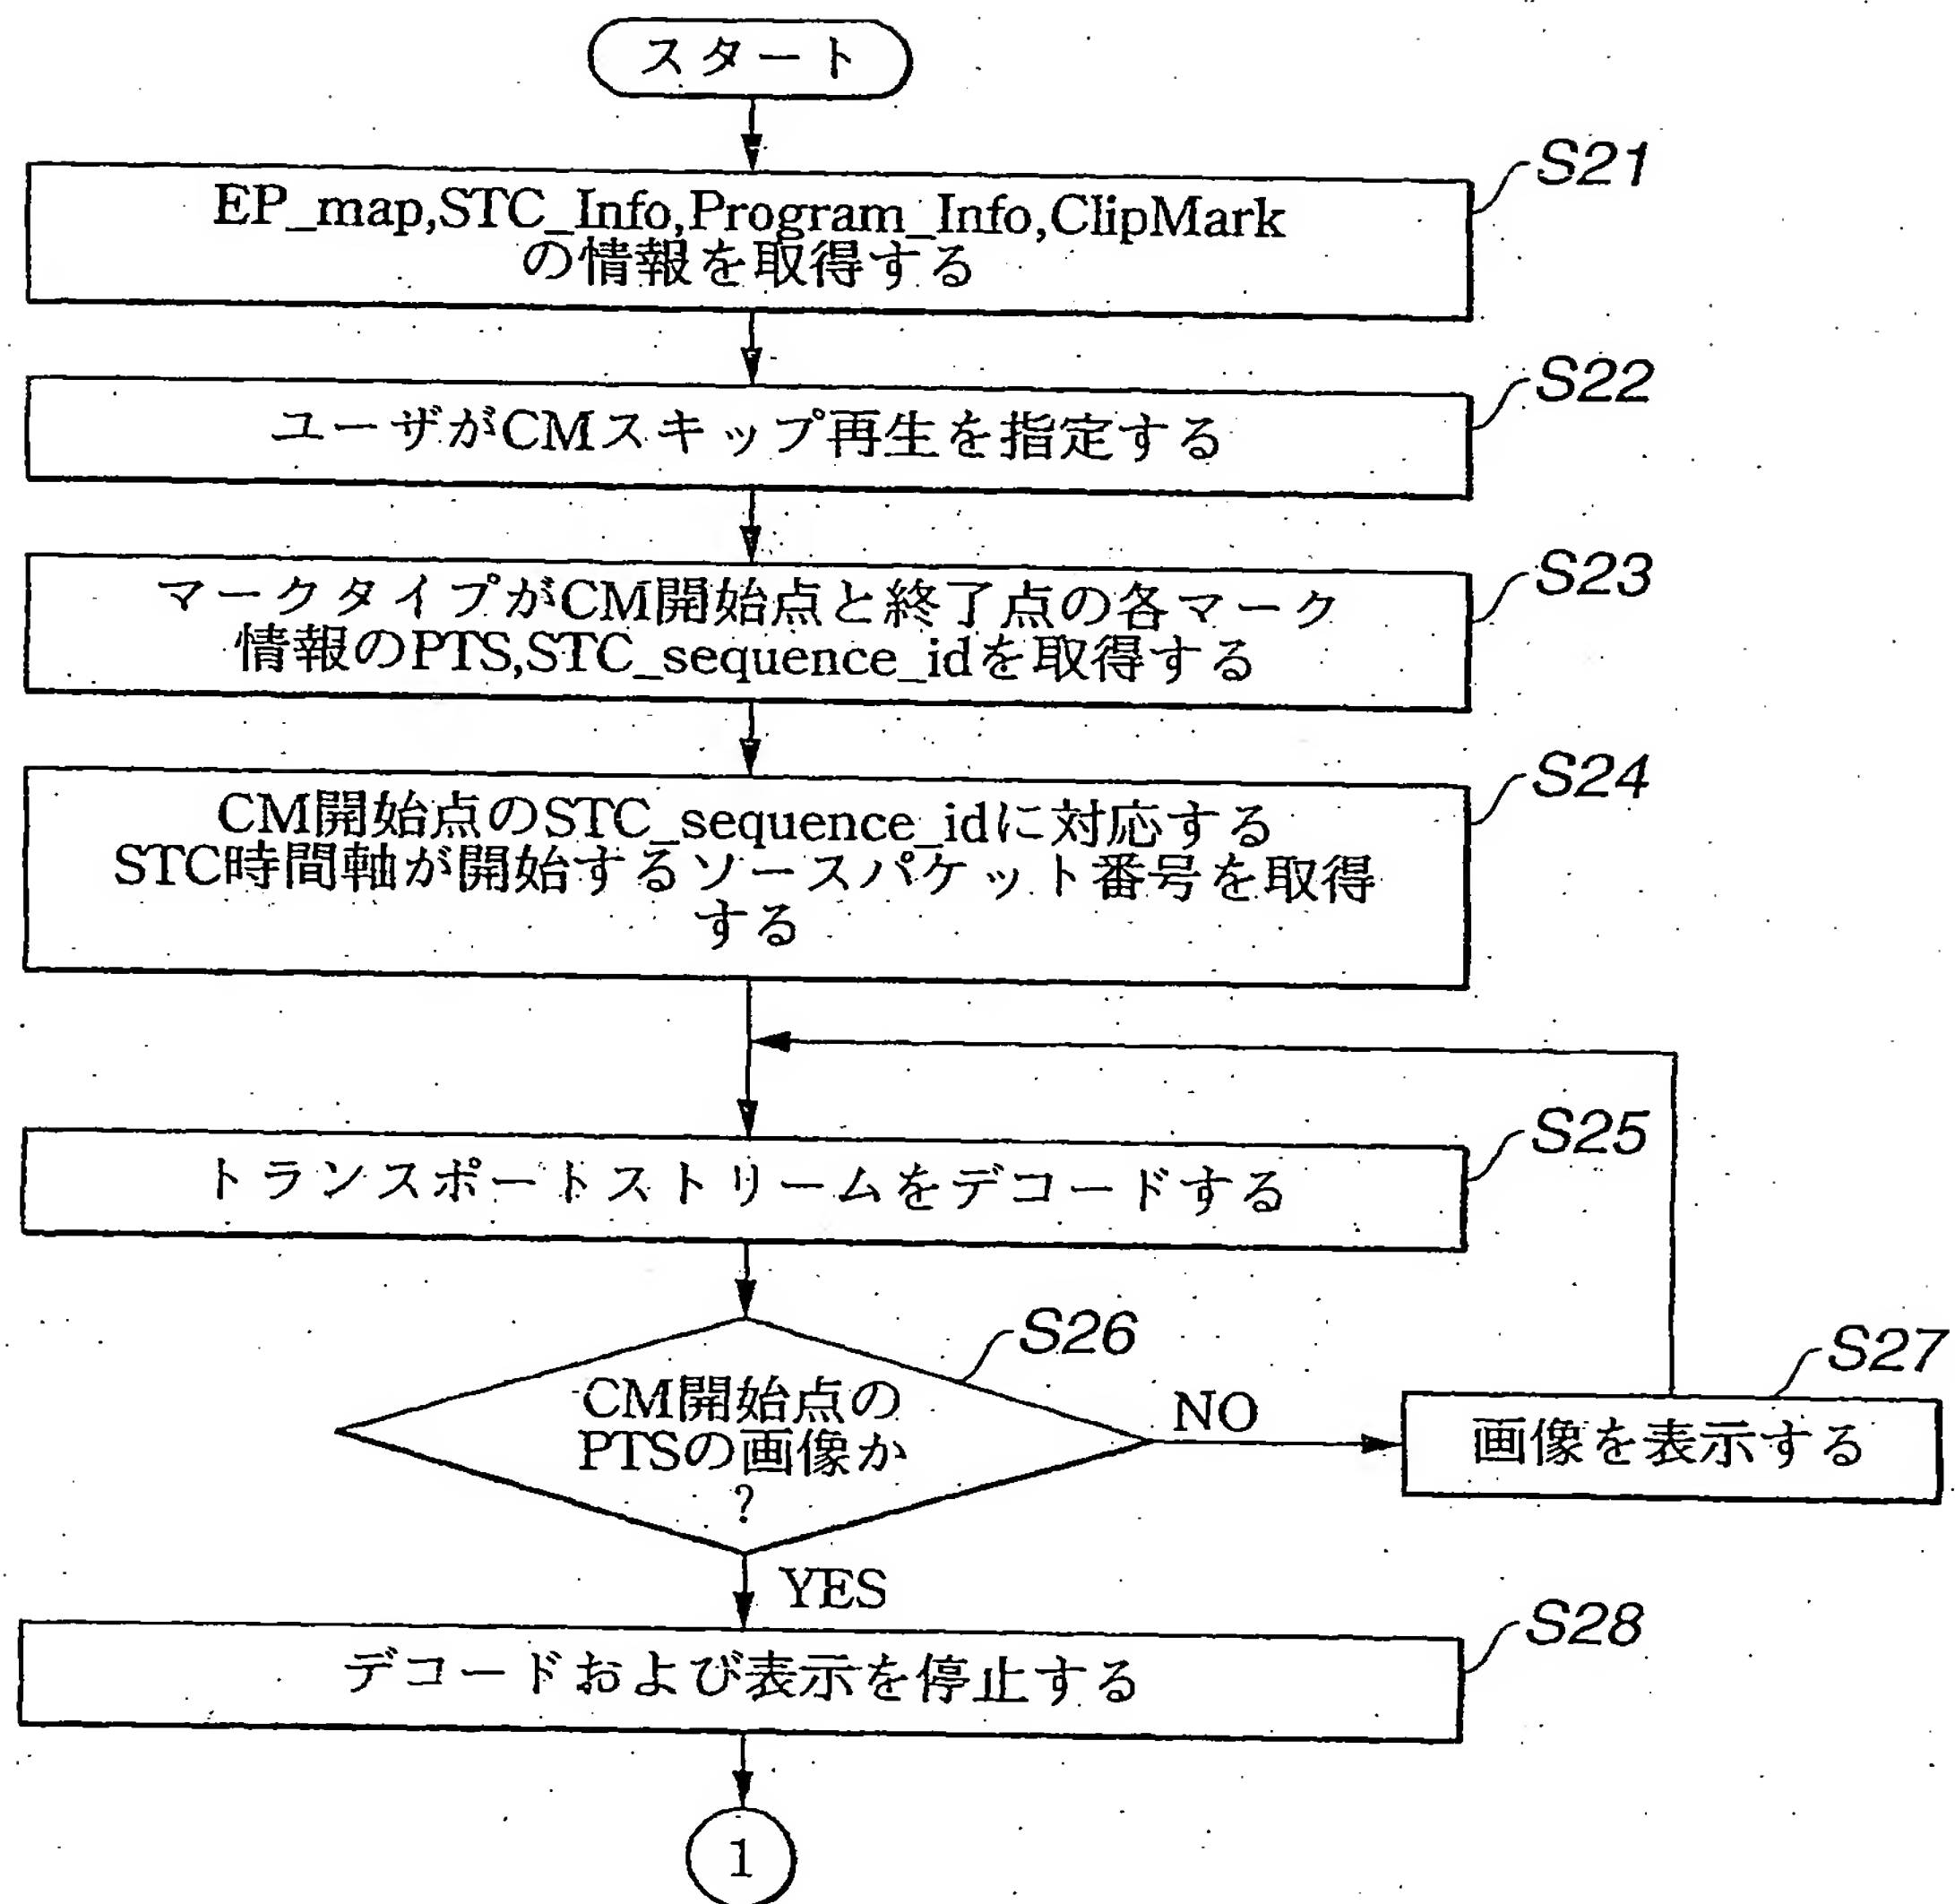 スタート
S21
EP_map,STC_Info,Program_Info,ClipMark
の情報を取得する
S22
ユーザがCMスキップ再生を指定する
S23
マークタイプがCM開始点と終了点の各マーク
情報のPTS,STC_sequence_idを取得する
S24
CM開始点のSTC_sequence_idに対応する
STC時間軸が開始するソースパケット番号を取得
する
S25
トランスポートストリームをデコードする
S26
CM開始点の
PTSの画像か
?
NO
S27
画像を表示する
YES
S28
デコードおよび表示を停止する
1